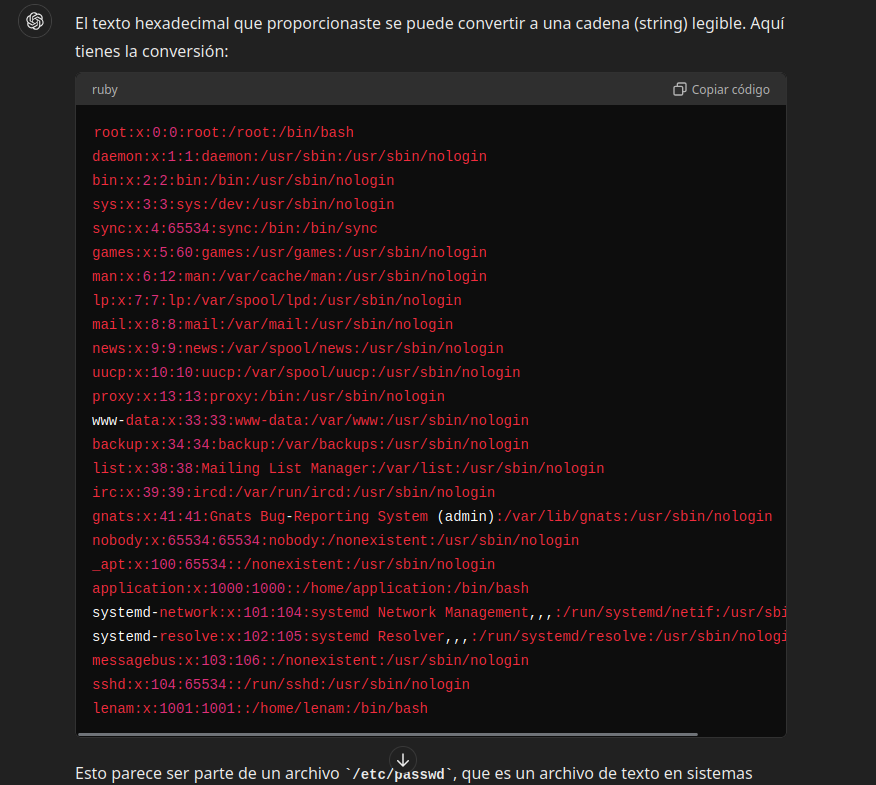 El texto hexadecimal que proporcionaste se puede convertir a una cadena (string) legible. Aquí
tienes la conversión:
ruby
Copiar código
root:x:0:0:root:/root:/bin/bash
daemon:x:1:1:daemon:/usr/sbin:/usr/sbin/nologin
bin:x:2:2:bin:/bin:/usr/sbin/nologin
sys:x:3:3:sys:/dev:/usr/sbin/nologin
sync:x:4:65534:sync:/bin:/bin/sync
games:x:5:60:games:/usr/games:/usr/sbin/nologin
man:x:6:12:man:/var/cache/man:/usr/sbin/nologin
lp:x:7:7:lp:/var/spool/lpd:/usr/sbin/nologin
mail:x:8:8:mail:/var/mail:/usr/sbin/nologin
news:x:9:9:news:/var/spool/news:/usr/sbin/nologin
uucp:x:10:10:uucp:/var/spool/uucp:/usr/sbin/nologin
proxy:x:13:13:proxy:/bin:/usr/sbin/nologin
www-data:x:33:33:www-data:/var/www:/usr/sbin/nologin
backup:x:34:34:backup:/var/backups:/usr/sbin/nologin
list:x:38:38:Mailing List Manager:/var/list:/usr/sbin/nologin
irc:x:39:39:ircd:/var/run/ircd:/usr/sbin/nologin
gnats:x:41:41:Gnats Bug-Reporting System (admin):/var/lib/gnats:/usr/sbin/nologin
nobody:x:65534:65534:nobody:/nonexistent:/usr/sbin/nologin
_apt:x:100:65534::/nonexistent:/usr/sbin/nologin
application:x:1000:1000::/home/application:/bin/bash
systemd-network:x:101:104:systemd Network Management,,,:/run/systemd/netif:/usr/sbi
systemd-resolve:x:102:105:systemd Resolver,,,:/run/systemd/resolve:/usr/sbin/nologi
messagebus:x:103:106::/nonexistent:/usr/sbin/nologin
sshd:x:104:65534::/run/sshd:/usr/sbin/nologin
lenam:x:1001:1001::/home/lenam:/bin/bash
Esto parece ser parte de un archivo `/etc/passwd`, que es un archivo de texto en sistemas